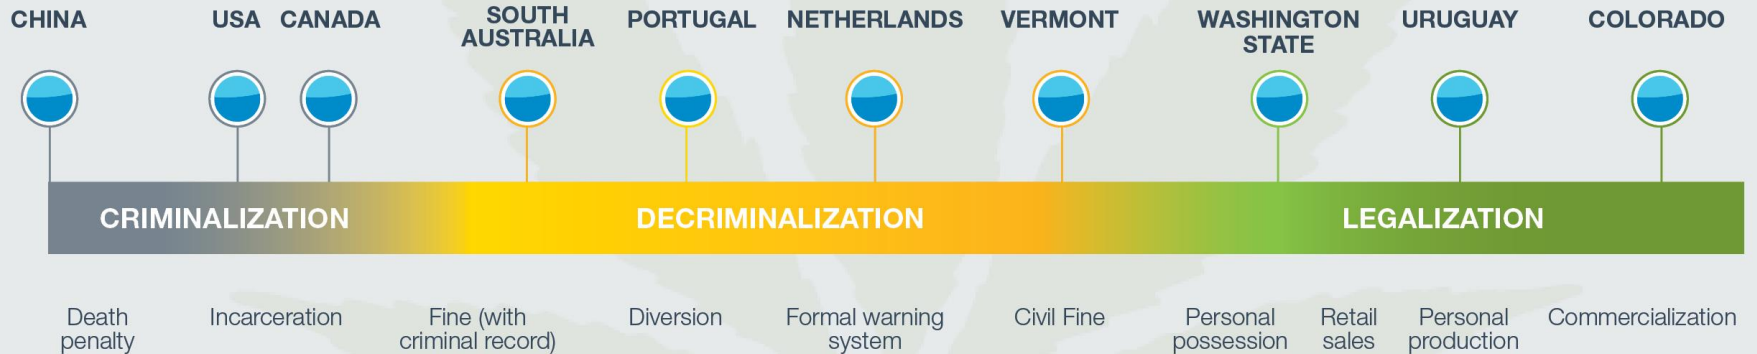 CHINA
USA
CANADA
SOUTH
AUSTRALIA
PORTUGAL
NETHERLANDS
VERMONT
WASHINGTON
STATE
URUGUAY
COLORADO
CRIMINALIZATION
DECRIMINALIZATION
LEGALIZATION
Death
penalty
Incarceration
Fine (with
criminal record)
Diversion
Formal warning
system
Civil Fine
Personal
possession
Retail
sales
Personal
production
Commercialization